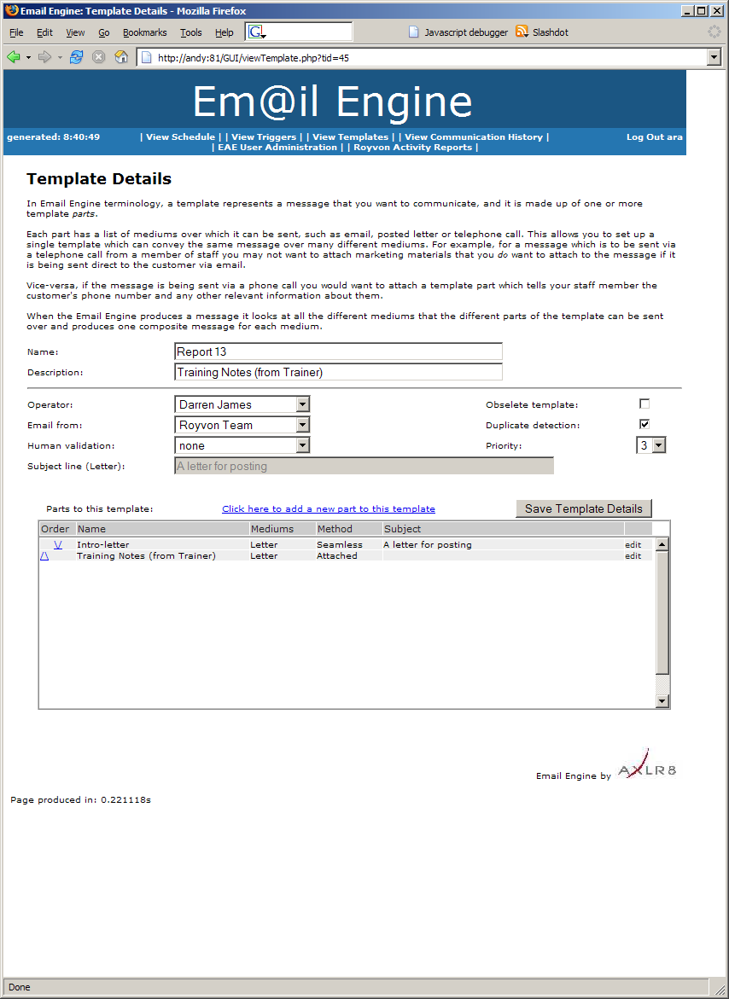 Email Engine: Template Details - Mozilla Firefox
File Edit View Go Bookmarks Tools Help G Javascript debugger Slashdot
http://andy:81/GUI/viewTemplate.php?tid=45
Em@il Engine
generated: 8:40:49 | View Schedule | | View Triggers | | View Templates | | View Communication History | Log Out ara
| EAE User Administration | | Royvon Activity Reports |
Template Details
In Email Engine terminology, a template represents a message that you want to communicate, and it is made up of one or more
template parts.
Each part has a list of mediums over which it can be sent, such as email, posted letter or telephone call. This allows you to set up a
single template which can convey the same message over many different mediums. For example, for a message which is to be sent via
a telephone call from a member of staff you may not want to attach marketing materials that you do want to attach to the message if it
is being sent direct to the customer via email.
Vice-versa, if the message is being sent via a phone call you would want to attach a template part which tells your staff member the
customer's phone number and any other relevant information about them.
When the Email Engine produces a message it looks at all the different mediums that the different parts of the template can be sent
over and produces one composite message for each medium.
Name: Report 13
Description: Training Notes (from Trainer)
Operator: Darren James Obselete template:
Email from: Royvon Team Duplicate detection:
Human validation: none Priority: 3
Subject line (Letter): A letter for posting
Parts to this template: Click here to add a new part to this template Save Template Details
Order Name Mediums Method Subject
\/ Intro-letter Letter Seamless A letter for posting edit
/\ Training Notes (from Trainer) Letter Attached edit
Email Engine by AXLR8
Page produced in: 0.221118s
Done